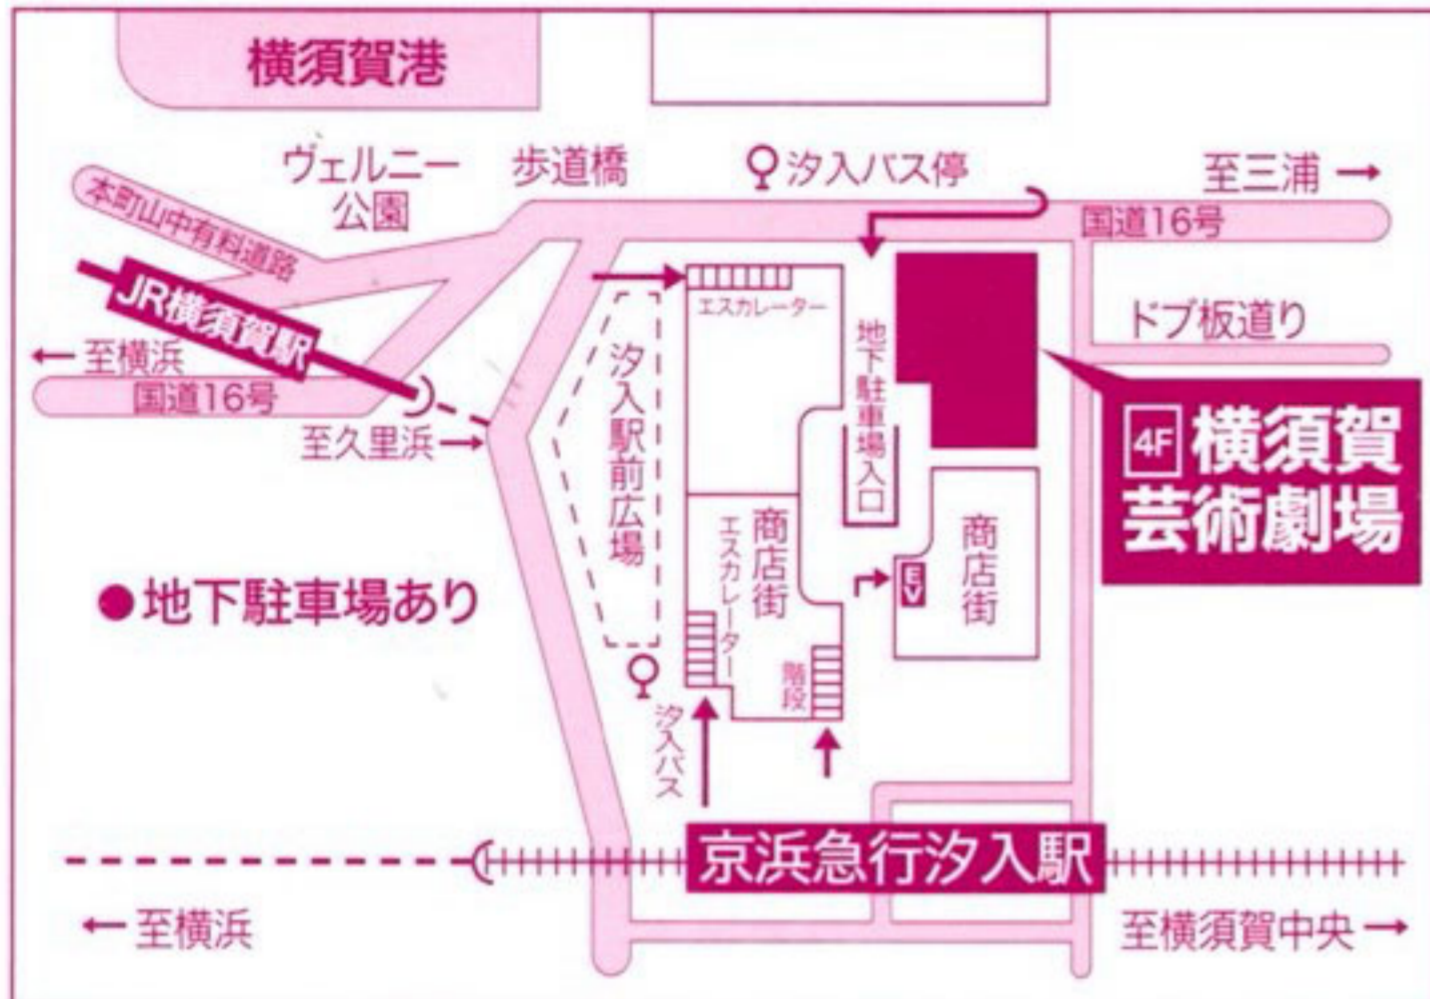 横須賀港
ヴェルニー
公園
歩道橋
汐入バス停
至三浦→
本町山中有料道路
国道16号
JR横須賀駅
エスカレーター
ドブ板道り
←至横浜
国道16号
汐入駅前広場
地下駐車場入口
至久里浜→
4F 横須賀
芸術劇場
●地下駐車場あり
商店街
エスカレーター
階段
EV
商店街
汐入バス
京浜急行汐入駅
←至横浜
至横須賀中央→